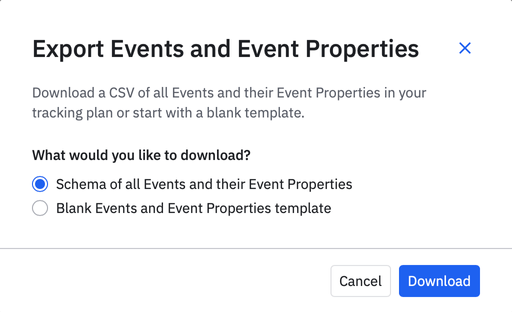 Export Events and Event Properties
Download a CSV of all Events and their Event Properties in your
tracking plan or start with a blank template.
What would you like to download?
Schema of all Events and their Event Properties
Blank Events and Event Properties template
Cancel
Download